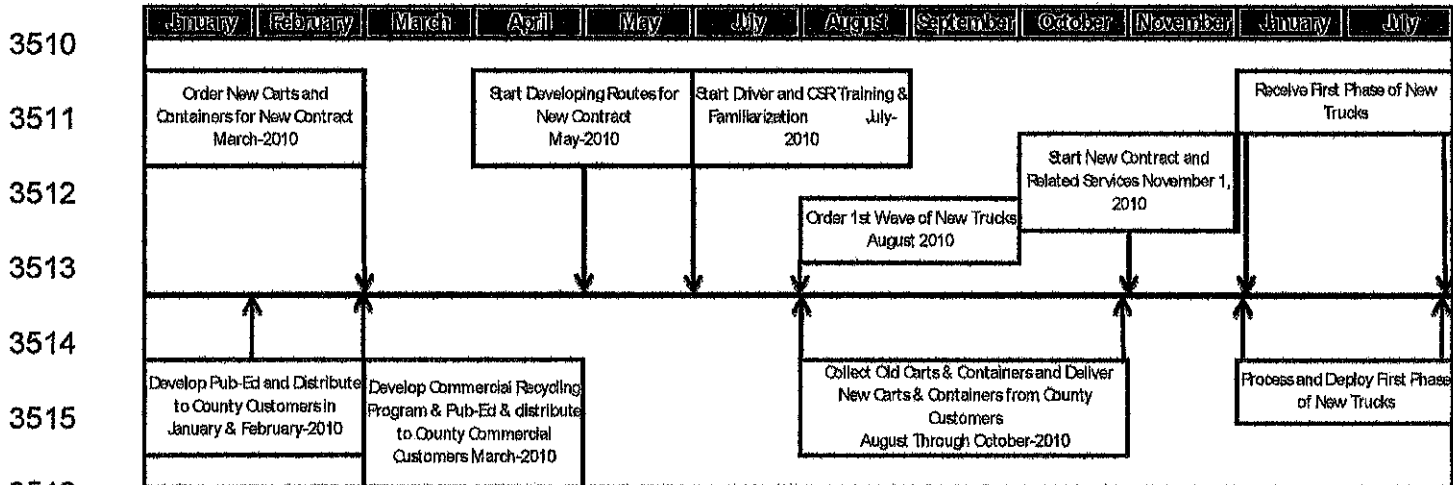 January February March April May July August September October November January July
3510
3511
3512
3513
3514
3515
Order New Carts and
Containers for New Contract
March-2010
Start Developing Routes for
New Contract
May-2010
Start Driver and CSR Training &
Familiarization July-
2010
Receive First Phase of New
Trucks
Start New Contract and
Related Services November 1,
2010
Order 1st Wave of New Trucks
August 2010
Develop Pub-Ed and Distribute
to County Customers in
January & February-2010
Develop Commercial Recycling
Program & Pub-Ed & distribute
to County Commercial
Customers March-2010
Collect Old Carts & Containers and Deliver
New Carts & Containers from County
Customers
August Through October-2010
Process and Deploy First Phase
of New Trucks